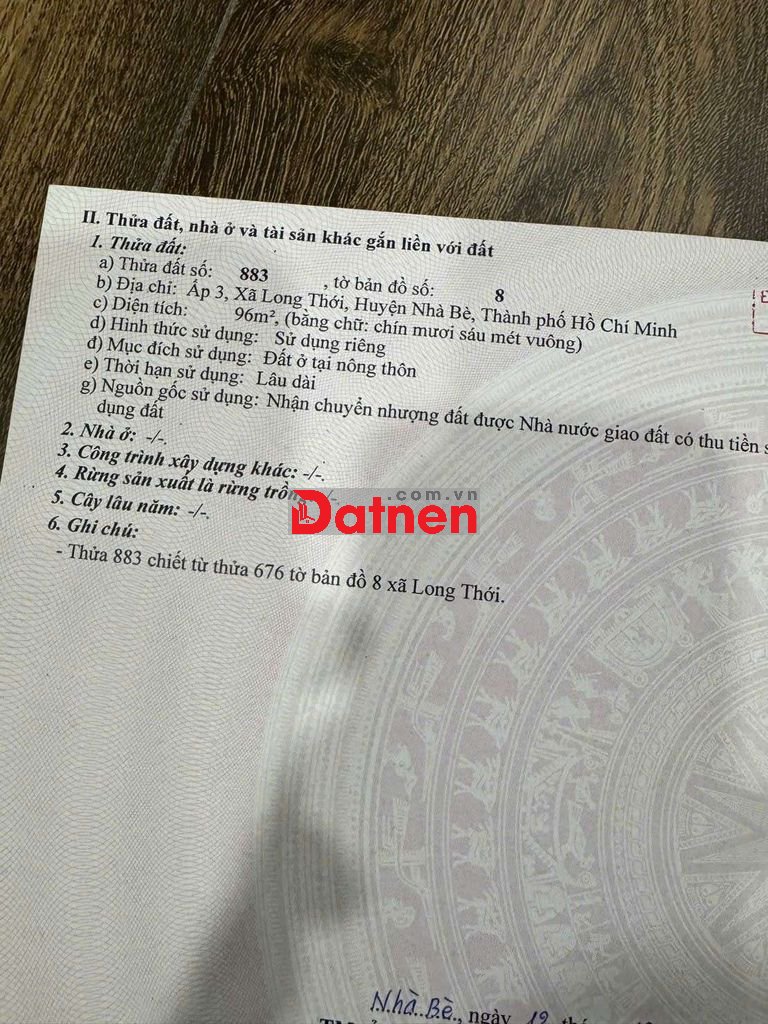 II. Thửa đất, nhà ở và tài sản khác gắn liền với đất
1. Thửa đất:
a) Thửa đất số: 883 , tờ bản đồ số: 8
b) Địa chỉ: Ấp 3, Xã Long Thới, Huyện Nhà Bè, Thành phố Hồ Chí Minh
c) Diện tích: 96m², (bằng chữ: chín mươi sáu mét vuông)
d) Hình thức sử dụng: Sử dụng riêng
đ) Mục đích sử dụng: Đất ở tại nông thôn
e) Thời hạn sử dụng: Lâu dài
g) Nguồn gốc sử dụng: Nhận chuyển nhượng đất được Nhà nước giao đất có thu tiền
dụng đất
2. Nhà ở: -/-.
3. Công trình xây dựng khác: -/-.
4. Rừng sản xuất là rừng trồng
.com.vn
Datnen
5. Cây lâu năm: -/-.
6. Ghi chú:
- Thửa 883 chiết từ thửa 676 tờ bản đồ 8 xã Long Thới.
Nhà Bè, ngày 12